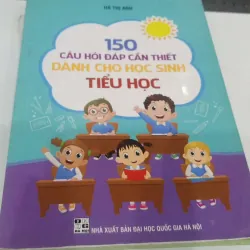 150
CÂU HỎI ĐÁP CẦN THIẾT
DÀNH CHO HỌC SINH
TIỂU HỌC
NHÀ XUẤT BẢN ĐẠI HỌC QUỐC GIA HÀ NỘI